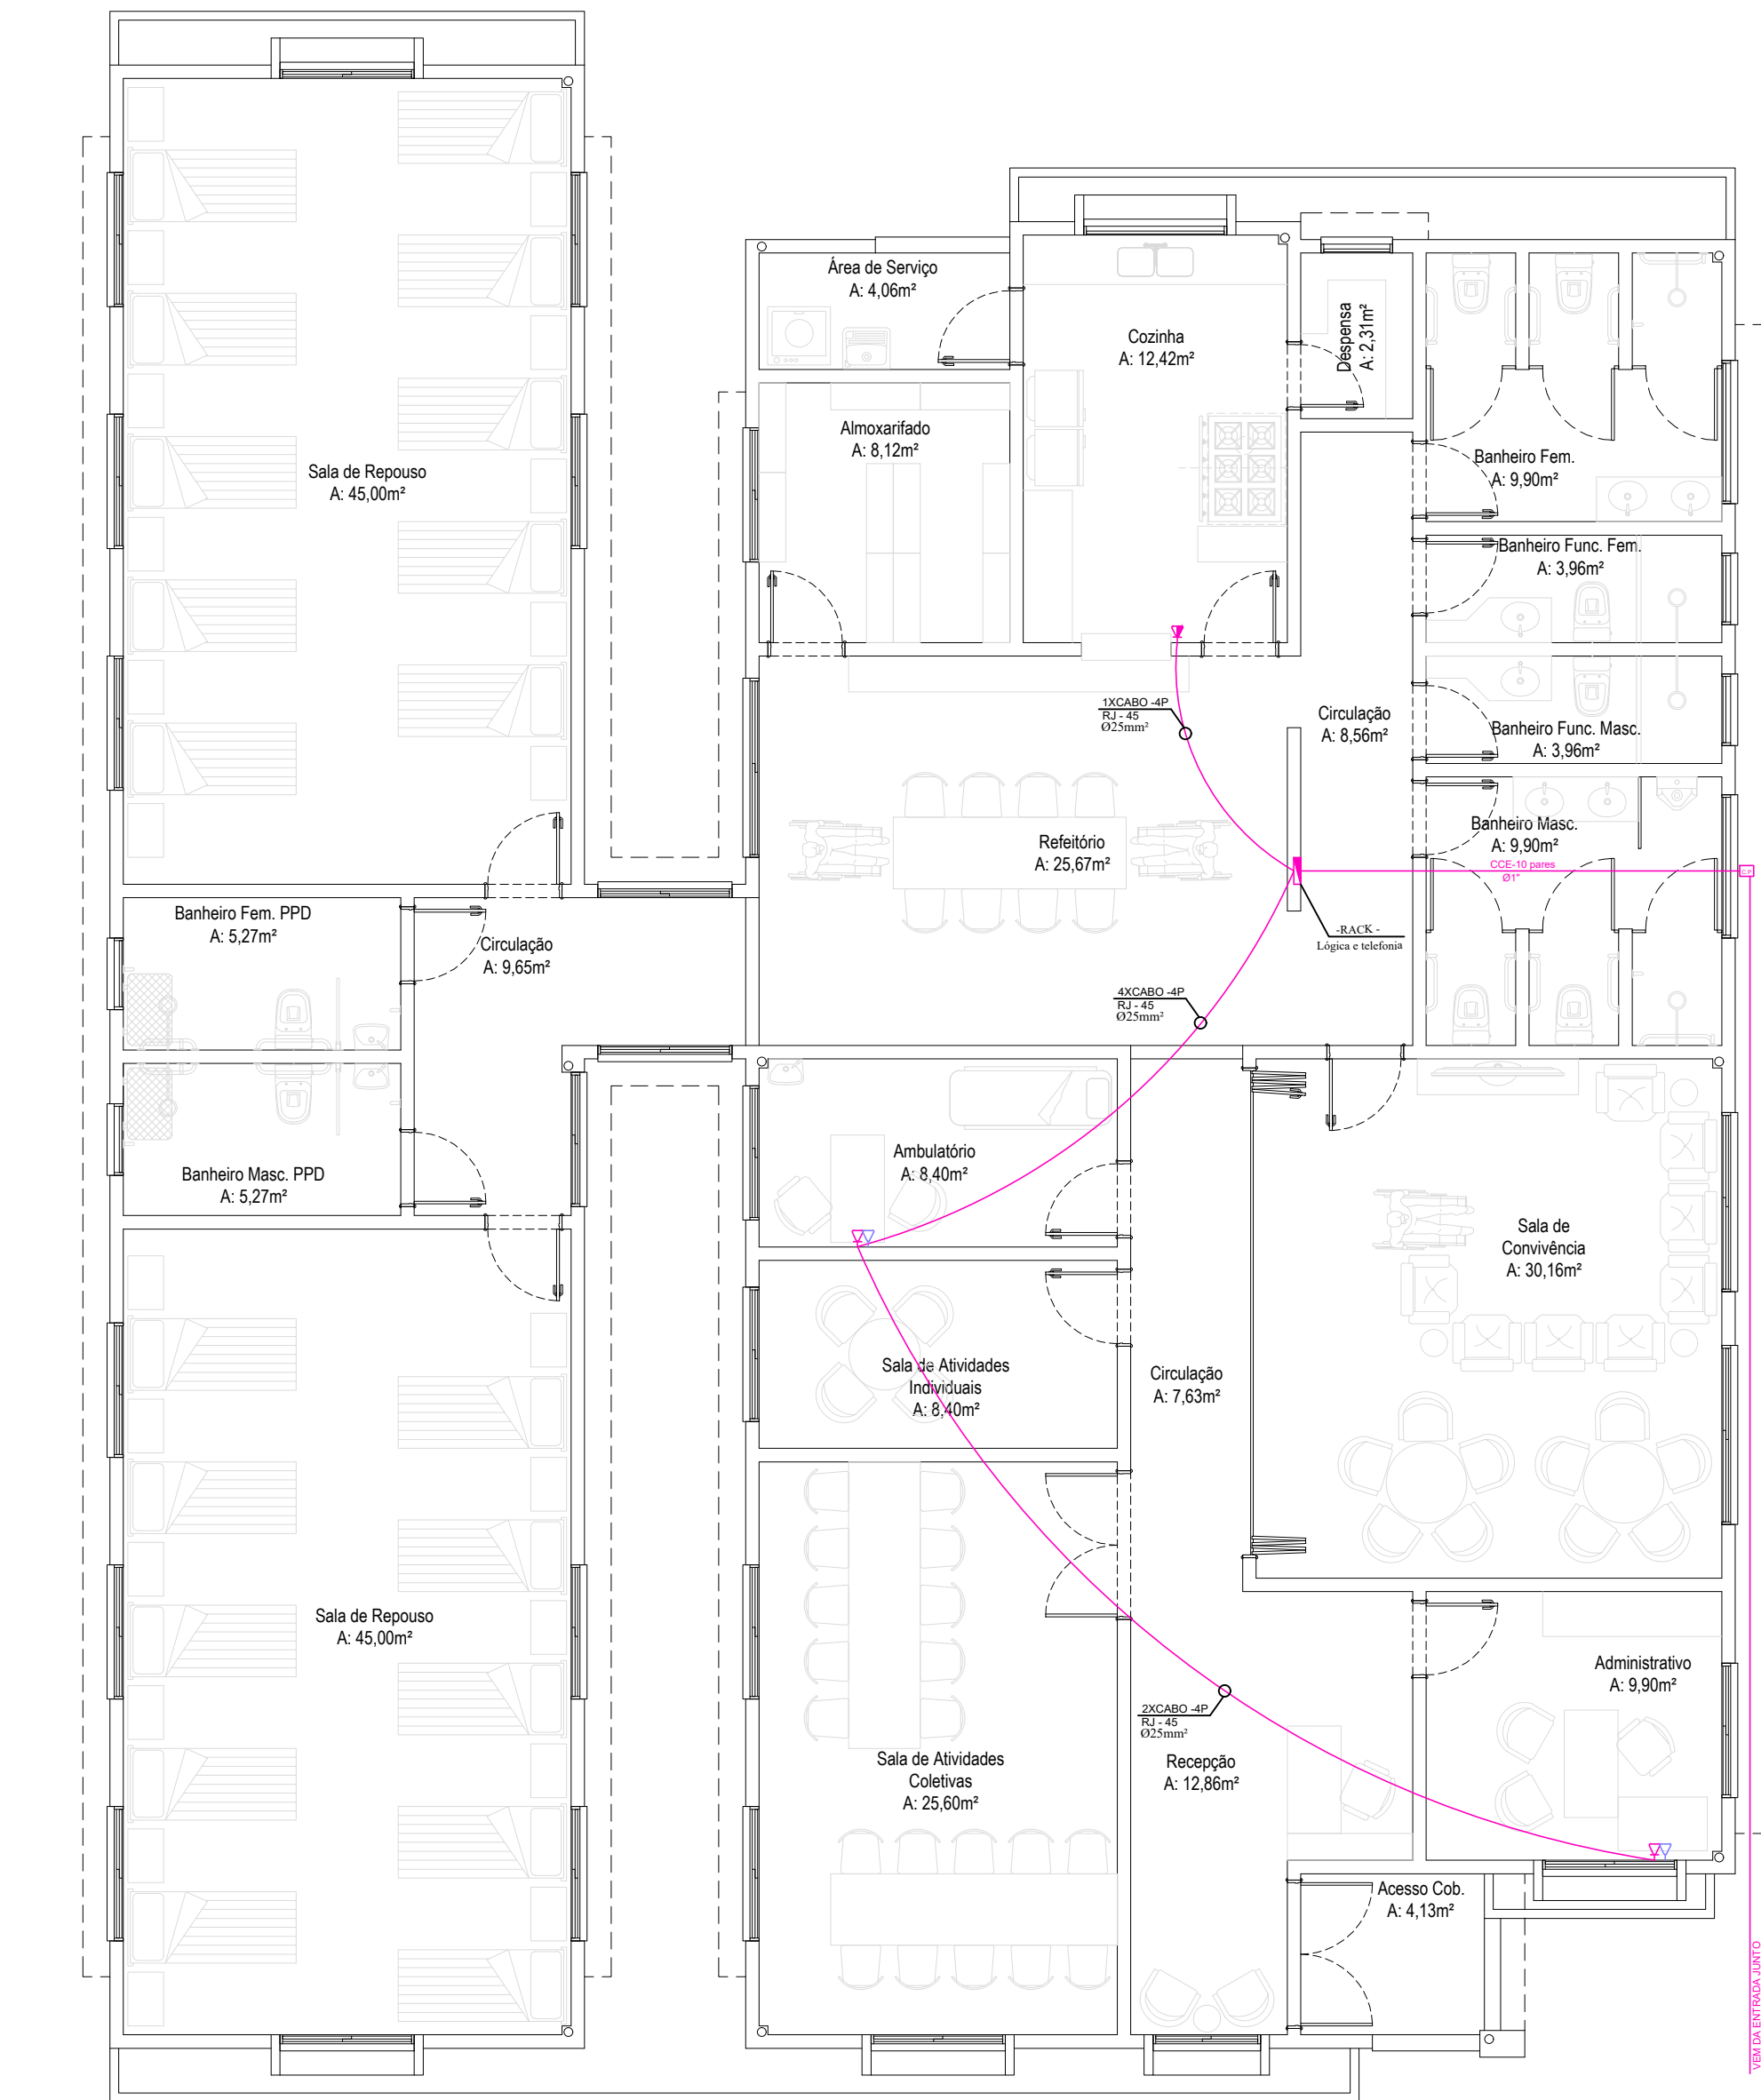 Área de Serviço
A: 4,06m²
Cozinha
A: 12,42m²
Despensa
A: 2,31m²
Almoxarifado
A: 8,12m²
Sala de Repouso
A: 45,00m²
Banheiro Fem.
A: 9,90m²
Banheiro Func. Fem.
A: 3,96m²
1XCABO -4P
RJ - 45
Ø25mm²
Circulação
A: 8,56m²
Banheiro Func. Masc.
A: 3,96m²
Refeitório
A: 25,67m²
Banheiro Masc.
A: 9,90m²
CCE-10 pares
Ø1"
C.P
Banheiro Fem. PPD
A: 5,27m²
Circulação
A: 9,65m²
-RACK -
Lógica e telefonia
4XCABO -4P
RJ - 45
Ø25mm²
Ambulatório
A: 8,40m²
Banheiro Masc. PPD
A: 5,27m²
Sala de
Convivência
A: 30,16m²
Sala de Atividades
Individuais
A: 8,40m²
Circulação
A: 7,63m²
Sala de Repouso
A: 45,00m²
Administrativo
A: 9,90m²
2XCABO -4P
RJ - 45
Ø25mm²
Sala de Atividades
Coletivas
A: 25,60m²
Recepção
A: 12,86m²
Acesso Cob.
A: 4,13m²
VEM DA ENTRADA JUNTO